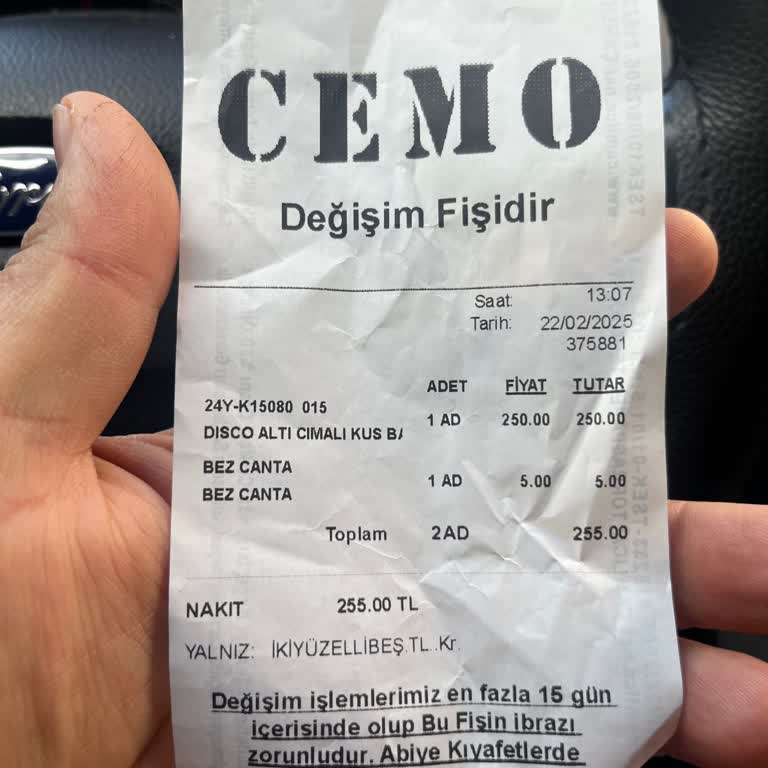 CEMO
Değişim Fişidir
Saat: 13:07
Tarih: 22/02/2025
375881
ADET FİYAT TUTAR
24Y-K15080 015
DISCO ALTI CIMALI KUS BA 1 AD 250.00 250.00
BEZ CANTA
BEZ CANTA 1 AD 5.00 5.00
Toplam 2AD 255.00
NAKIT 255.00 TL
YALNIZ: İKİYÜZELLİBEŞ.TL..Kr.
Değişim işlemlerimiz en fazla 15 gün
içerisinde olup Bu Fişin ibrazı
zorunludur. Abiye Kıyafetlerde